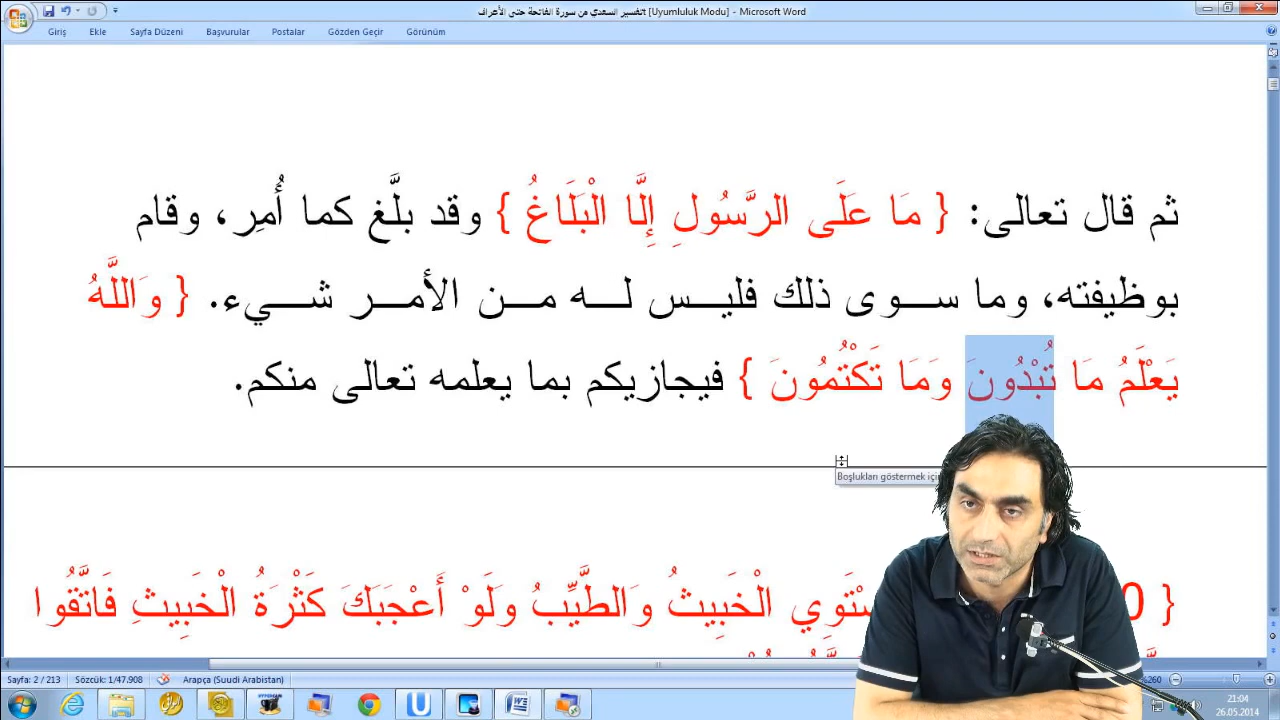 تفسير السعدي من سورة الفاتحة حتى الأعراف [Uyumluluk Modu] - Microsoft Word
Giriş Ekle Sayfa Düzeni Başvurular Postalar Gözden Geçir Görünüm
ثم قال تعالى: { مَا عَلَى الرَّسُولِ إِلَّا الْبَلَاغُ } وقد بلَّغ كما أُمِر، وقام
بوظيفته، وما سوى ذلك فليس له من الأمر شيء. { وَاللَّهُ
يَعْلَمُ مَا تُبْدُونَ وَمَا تَكْتُمُونَ } فيجازيكم بما يعلمه تعالى منكم.
Boşlukları göstermek için
{ الْخَبِيثُ وَالطَّيِّبُ وَلَوْ أَعْجَبَكَ كَثْرَةُ الْخَبِيثِ فَاتَّقُوا
Sayfa: 2 / 213 Sözcük: 1/47.908 Arapça (Suudi Arabistan) %260
21:04
26.05.2014